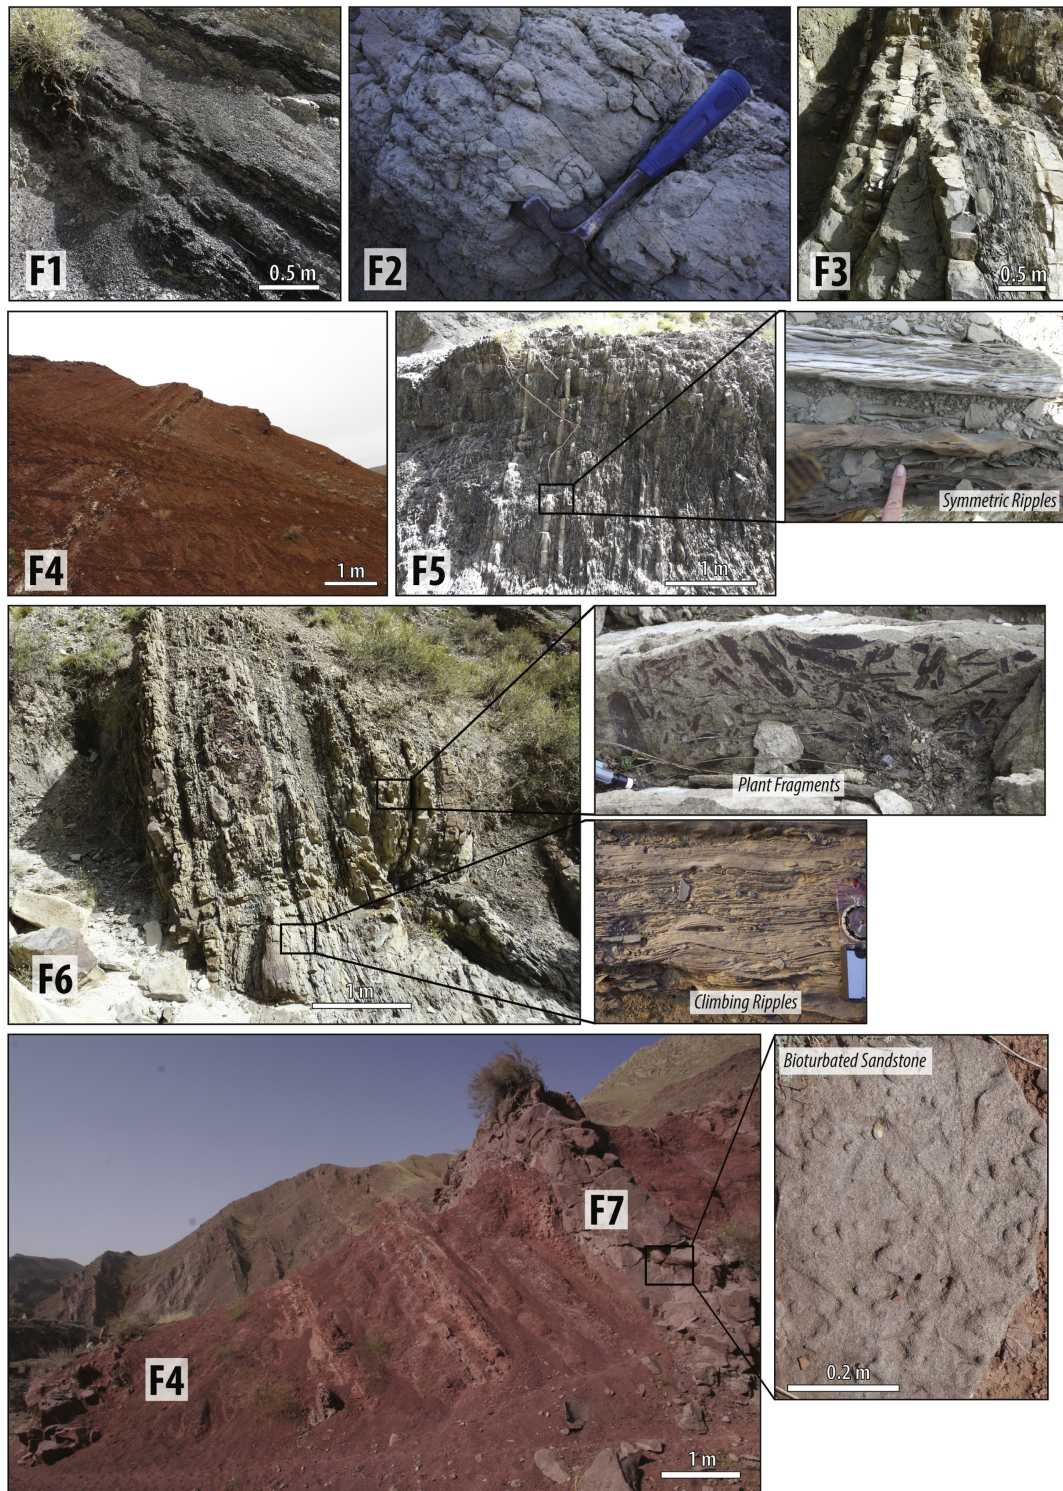 F1
0.5 m
F2
F3
0.5 m
F4
1 m
F5
1 m
Symmetric Ripples
F6
1 m
Plant Fragments
Climbing Ripples
F4
F7
1 m
Bioturbated Sandstone
0.2 m